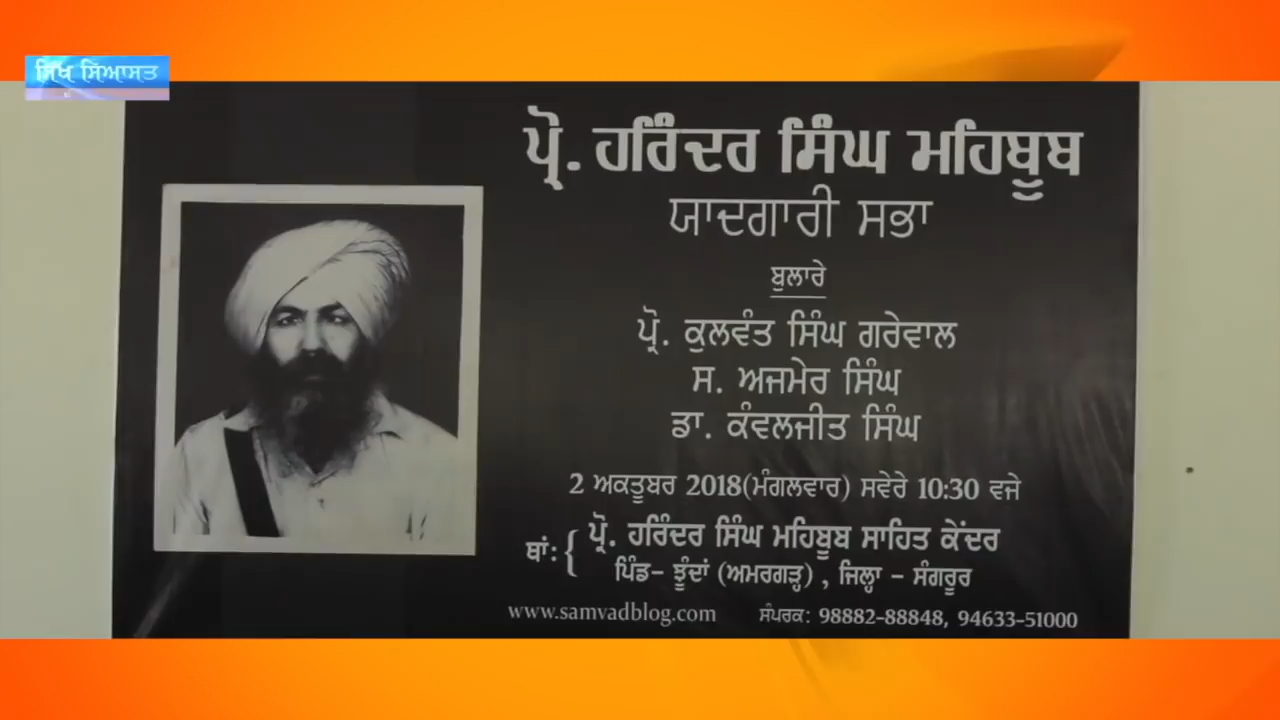 ਸਿੱਖ ਸਿਆਸਤ
ਪ੍ਰੋ. ਹਰਿੰਦਰ ਸਿੰਘ ਮਹਿਬੂਬ
ਯਾਦਗਾਰੀ ਸਭਾ
ਬੁਲਾਰੇ
ਪ੍ਰੋ. ਕੁਲਵੰਤ ਸਿੰਘ ਗਰੇਵਾਲ
ਸ. ਅਜਮੇਰ ਸਿੰਘ
ਡਾ. ਕੰਵਲਜੀਤ ਸਿੰਘ
2 ਅਕਤੂਬਰ 2018(ਮੰਗਲਵਾਰ) ਸਵੇਰੇ 10:30 ਵਜੇ
ਥਾਂ: { ਪ੍ਰੋ. ਹਰਿੰਦਰ ਸਿੰਘ ਮਹਿਬੂਬ ਸਾਹਿਤ ਕੇਂਦਰ
ਪਿੰਡ- ਝੂੰਦਾਂ (ਅਮਰਗੜ੍ਹ) , ਜਿਲ੍ਹਾ - ਸੰਗਰੂਰ
www.samvadblog.com ਸੰਪਰਕ: 98882-88848, 94633-51000